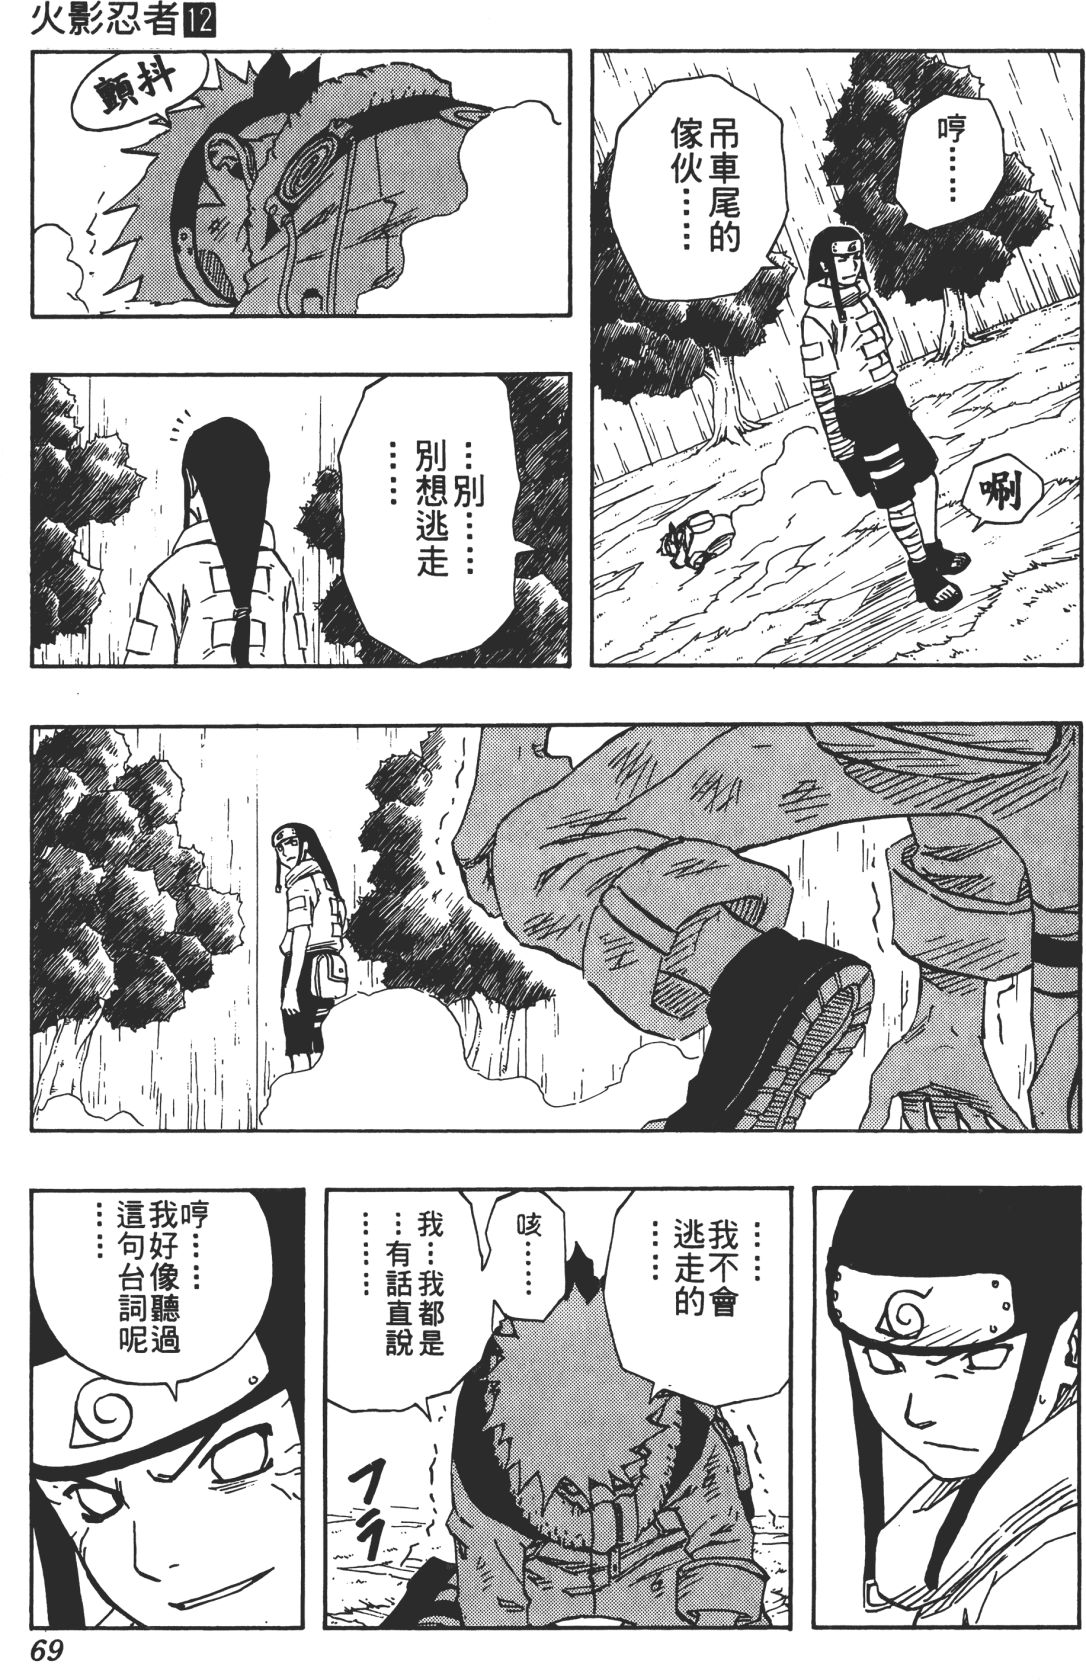 火影忍者12
哼……
吊車尾的
傢伙……
唰
顫抖
…別……
別想逃走
……
……
我不會
逃走的
……
咳
……
我…我都是
…有話直說
………
哼……
我好像聽過
這句台詞呢
……
フラ
69